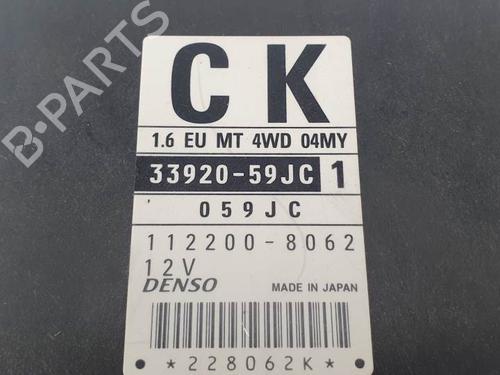 CK
1.6 EU MT 4WD 04MY
33920-59JC 1
059JC
112200-8062
12V
DENSO MADE IN JAPAN
*228062K*
B-PARTS